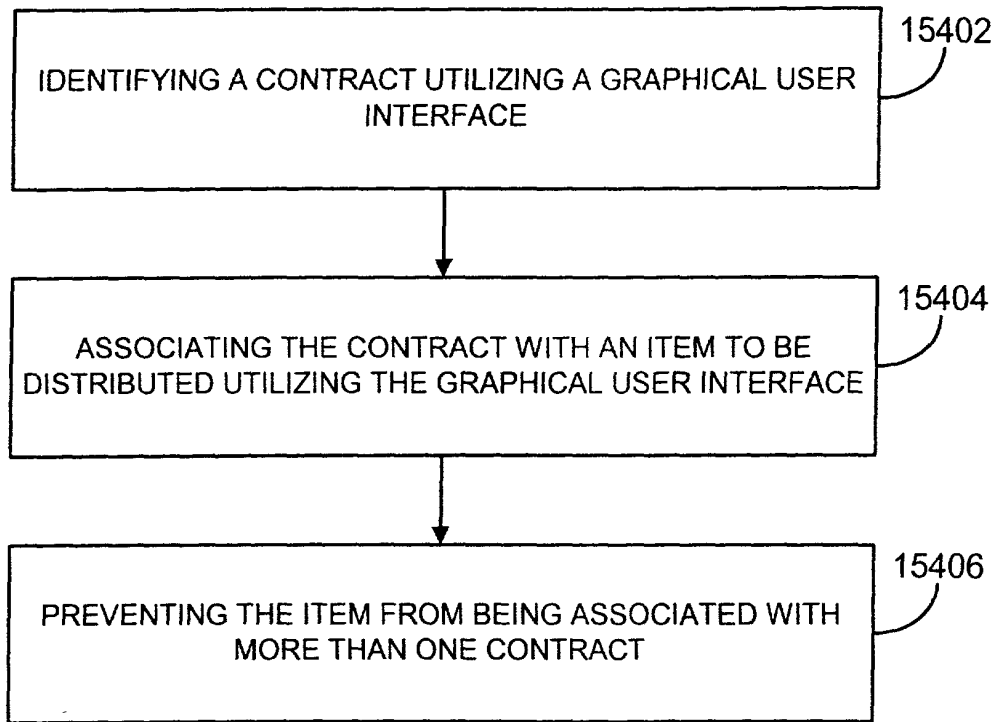 15402
IDENTIFYING A CONTRACT UTILIZING A GRAPHICAL USER
INTERFACE
15404
ASSOCIATING THE CONTRACT WITH AN ITEM TO BE
DISTRIBUTED UTILIZING THE GRAPHICAL USER INTERFACE
15406
PREVENTING THE ITEM FROM BEING ASSOCIATED WITH
MORE THAN ONE CONTRACT